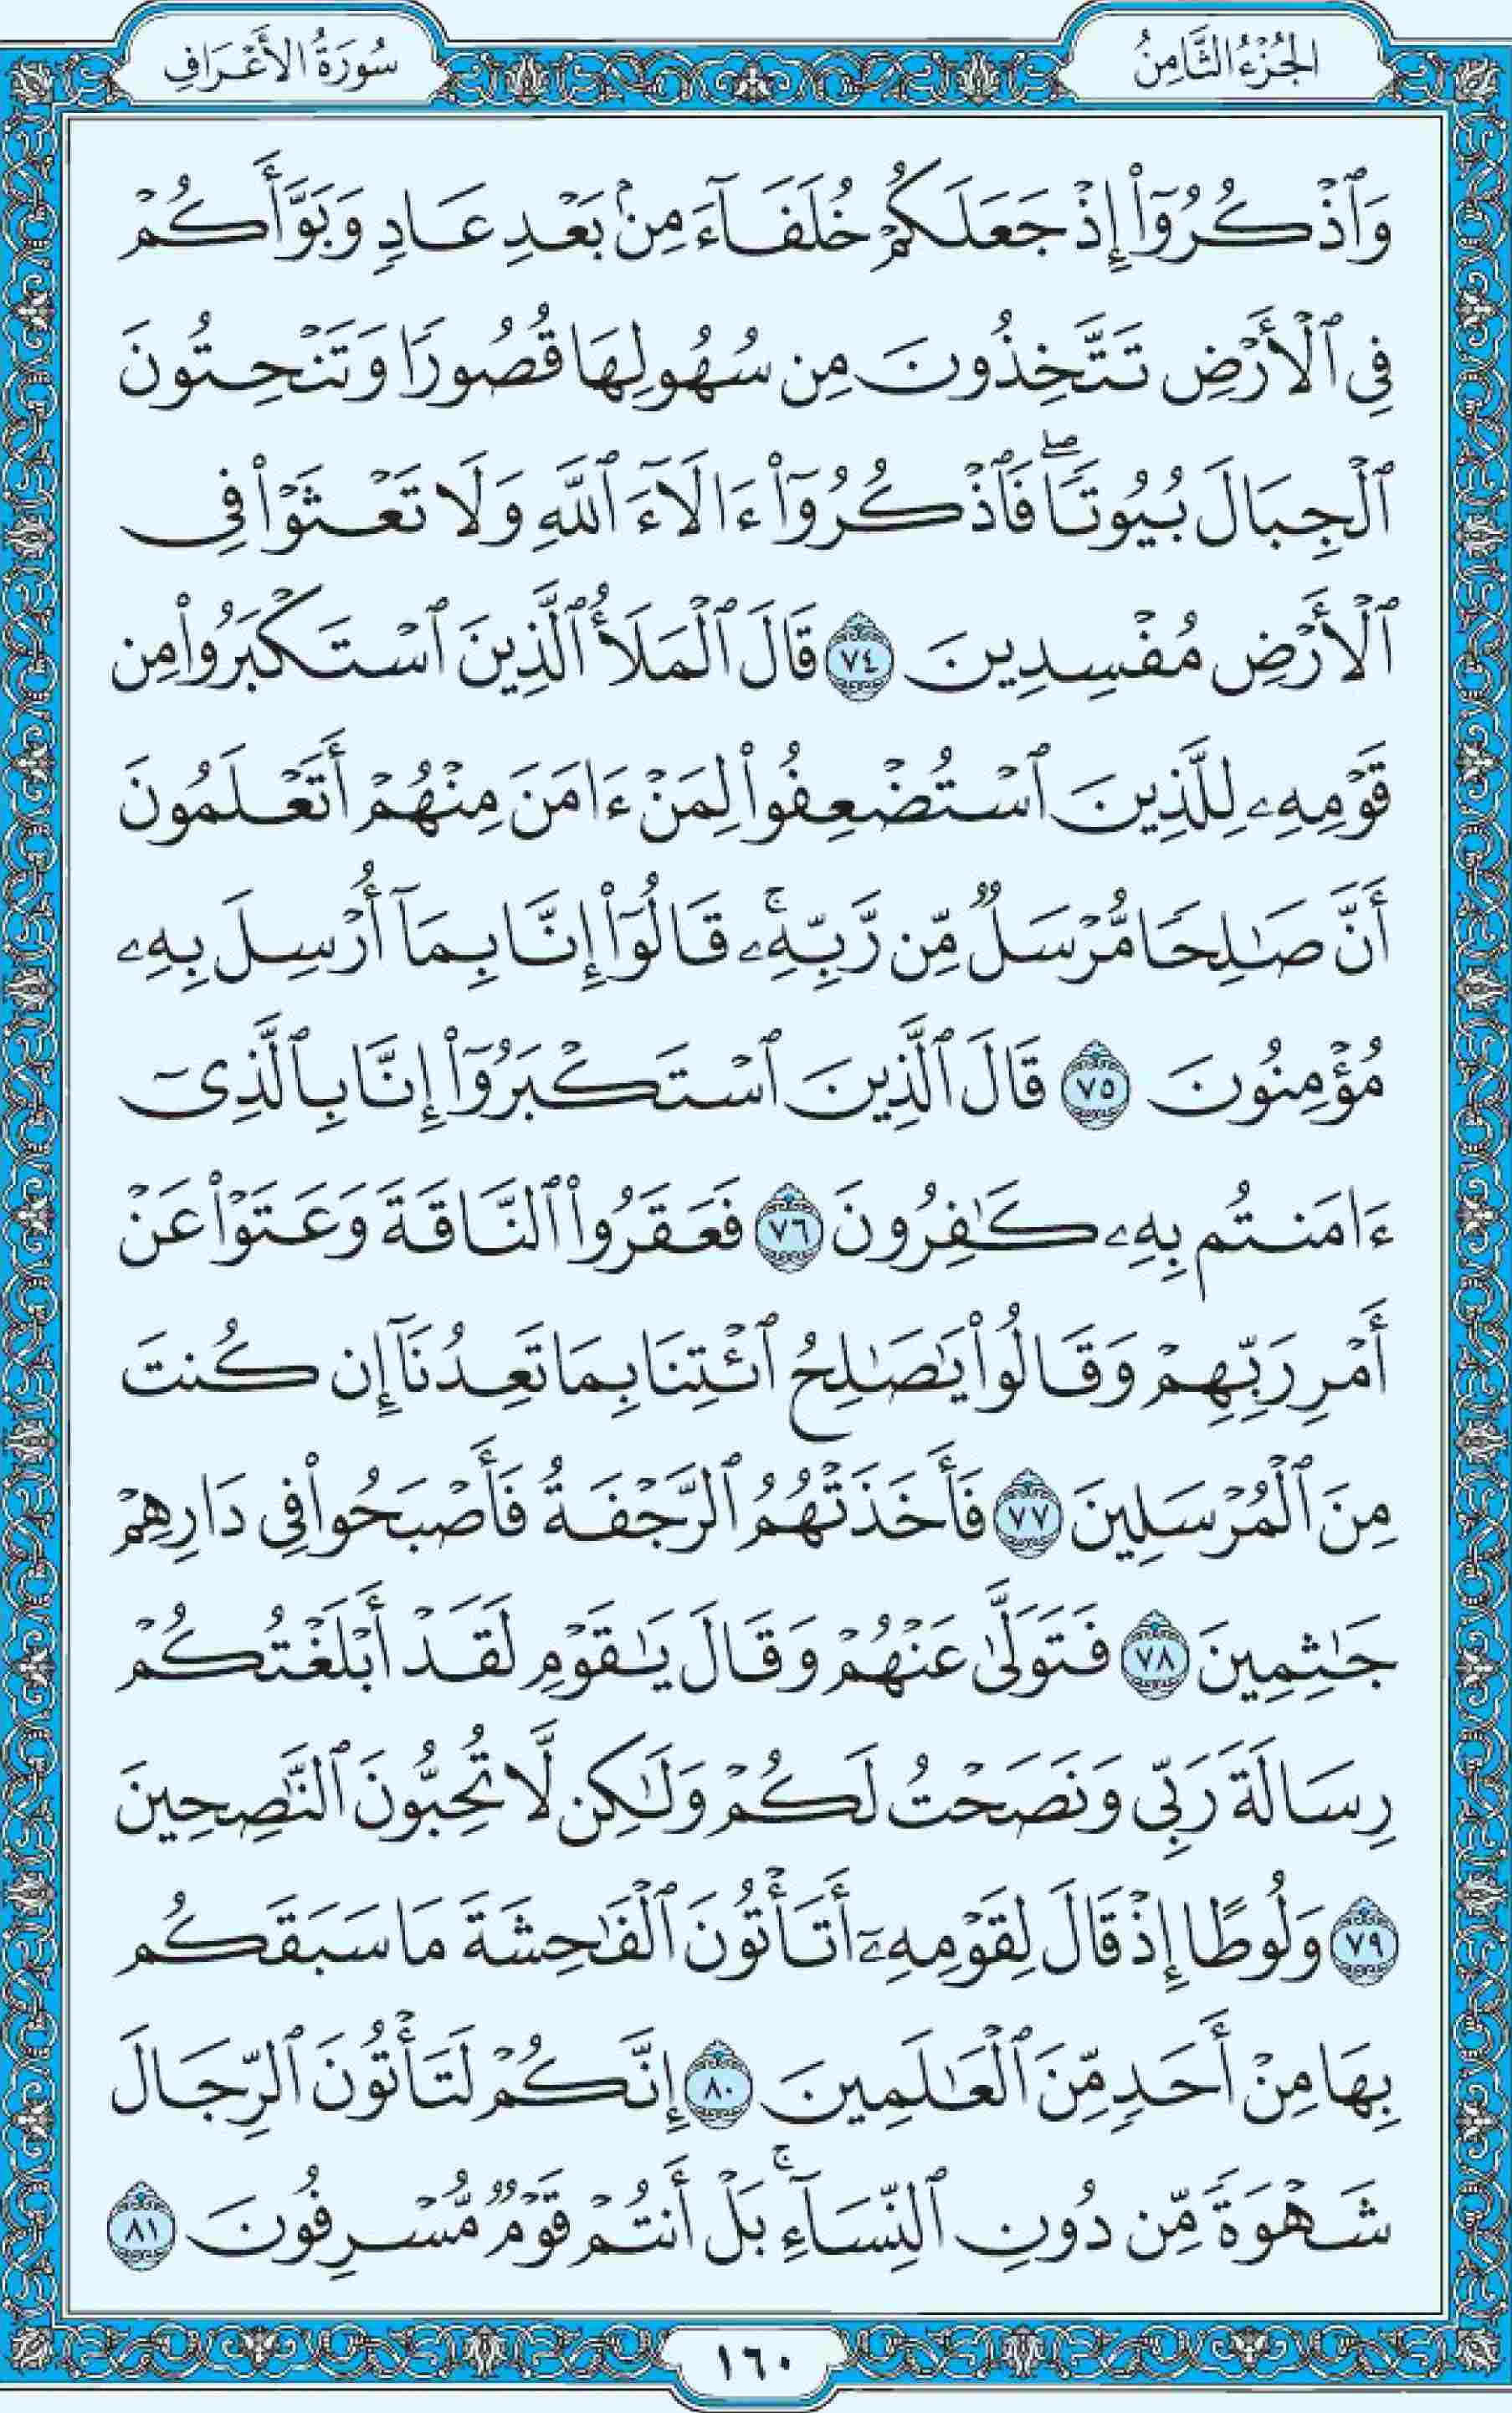 الجُزْءُ الثَّامِنُ
سُورَةُ الأَعْرَافِ
وَٱذْكُرُوٓا۟ إِذْ جَعَلَكُمْ خُلَفَآءَ مِنۢ بَعْدِ عَادٍ وَبَوَّأَكُمْ
فِى ٱلْأَرْضِ تَتَّخِذُونَ مِن سُهُولِهَا قُصُورًا وَتَنْحِتُونَ
ٱلْجِبَالَ بُيُوتًا ۖ فَٱذْكُرُوٓا۟ ءَالَآءَ ٱللَّهِ وَلَا تَعْثَوْا۟ فِى
ٱلْأَرْضِ مُفْسِدِينَ ٧٤ قَالَ ٱلْمَلَأُ ٱلَّذِينَ ٱسْتَكْبَرُوا۟ مِن
قَوْمِهِۦ لِلَّذِينَ ٱسْتُضْعِفُوا۟ لِمَنْ ءَامَنَ مِنْهُمْ أَتَعْلَمُونَ
أَنَّ صَٰلِحًا مُّرْسَلٌ مِّن رَّبِّهِۦ ۚ قَالُوٓا۟ إِنَّا بِمَآ أُرْسِلَ بِهِۦ
مُؤْمِنُونَ ٧٥ قَالَ ٱلَّذِينَ ٱسْتَكْبَرُوٓا۟ إِنَّا بِٱلَّذِىٓ
ءَامَنتُم بِهِۦ كَٰفِرُونَ ٧٦ فَعَقَرُوا۟ ٱلنَّاقَةَ وَعَتَوْا۟ عَنْ
أَمْرِ رَبِّهِمْ وَقَالُوا۟ يَٰصَٰلِحُ ٱئْتِنَا بِمَا تَعِدُنَآ إِن كُنتَ
مِنَ ٱلْمُرْسَلِينَ ٧٧ فَأَخَذَتْهُمُ ٱلرَّجْفَةُ فَأَصْبَحُوا۟ فِى دَارِهِمْ
جَٰثِمِينَ ٧٨ فَتَوَلَّىٰ عَنْهُمْ وَقَالَ يَٰقَوْمِ لَقَدْ أَبْلَغْتُكُمْ
رِسَالَةَ رَبِّى وَنَصَحْتُ لَكُمْ وَلَٰكِن لَّا تُحِبُّونَ ٱلنَّٰصِحِينَ
٧٩ وَلُوطًا إِذْ قَالَ لِقَوْمِهِۦٓ أَتَأْتُونَ ٱلْفَٰحِشَةَ مَا سَبَقَكُم
بِهَا مِنْ أَحَدٍ مِّنَ ٱلْعَٰلَمِينَ ٨٠ إِنَّكُمْ لَتَأْتُونَ ٱلرِّجَالَ
شَهْوَةً مِّن دُونِ ٱلنِّسَآءِ ۚ بَلْ أَنتُمْ قَوْمٌ مُّسْرِفُونَ ٨١
١٦٠